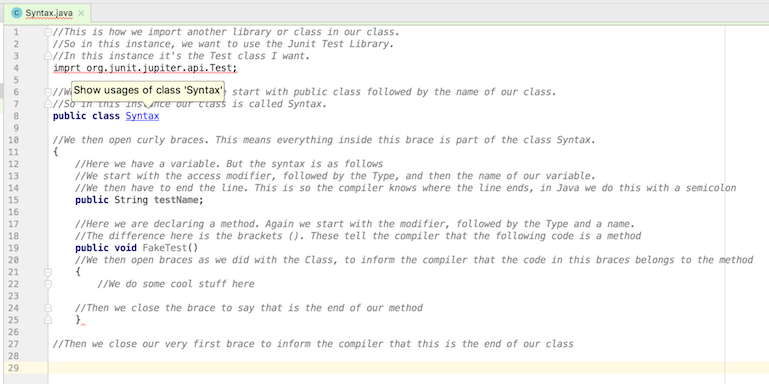 Syntax.java
1 //This is how we import another library or class in our class.
2 //So in this instance, we want to use the Junit Test Library.
3 //In this instance it's the Test class I want.
4 imprt org.junit.jupiter.api.Test;
5
6 //W start with public class followed by the name of our class.
Show usages of class 'Syntax'
7 //So in this instance our class is called Syntax.
8 public class Syntax
9
10 //We then open curly braces. This means everything inside this brace is part of the class Syntax.
11 {
12 //Here we have a variable. But the syntax is as follows
13 //We start with the access modifier, followed by the Type, and then the name of our variable.
14 //We then have to end the line. This is so the compiler knows where the line ends, in Java we do this with a semicolon
15 public String testName;
16
17 //Here we are declaring a method. Again we start with the modifier, followed by the Type and a name.
18 //The difference here is the brackets (). These tell the compiler that the following code is a method
19 public void FakeTest()
20 //We then open braces as we did with the Class, to inform the compiler that the code in this braces belongs to the method
21 {
22 //We do some cool stuff here
23
24 //Then we close the brace to say that is the end of our method
25 }
26
27 //Then we close our very first brace to inform the compiler that this is the end of our class
28
29